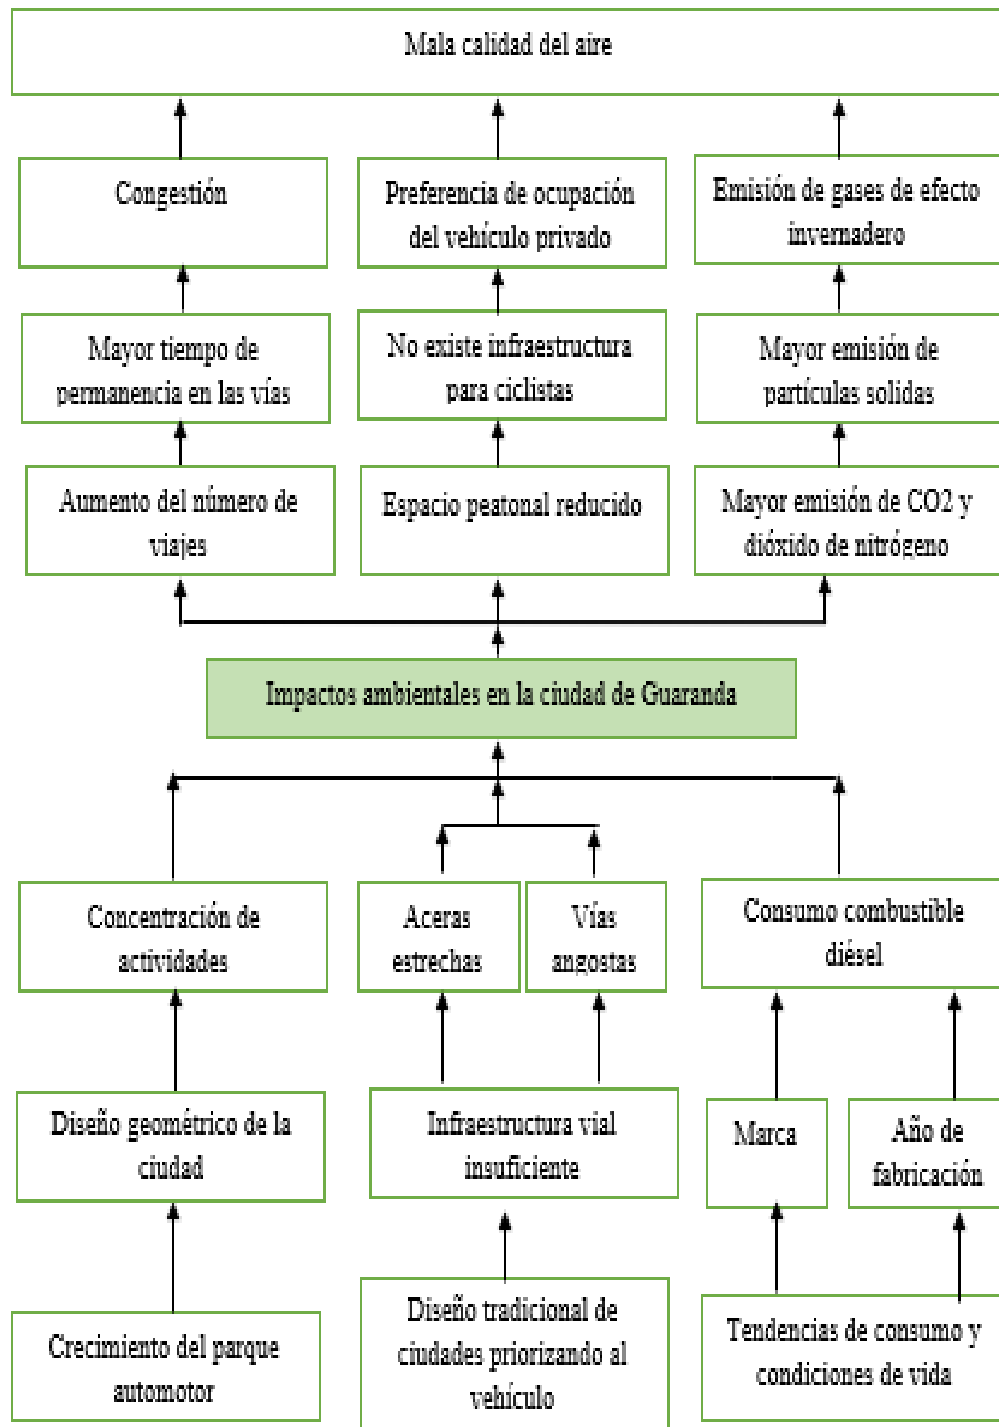 Mala calidad del aire
Congestión
Preferencia de ocupación
del vehículo privado
Emisión de gases de efecto
invernadero
Mayor tiempo de
permanencia en las vías
No existe infraestructura
para ciclistas
Mayor emisión de
partículas solidas
Aumento del número de
viajes
Espacio peatonal reducido
Mayor emisión de CO2 y
dióxido de nitrógeno
Impactos ambientales en la ciudad de Guaranda
Concentración de
actividades
Aceras
estrechas
Vías
angostas
Consumo combustible
diésel
Diseño geométrico de la
ciudad
Infraestructura vial
insuficiente
Marca
Año de
fabricación
Crecimiento del parque
automotor
Diseño tradicional de
ciudades priorizando al
vehículo
Tendencias de consumo y
condiciones de vida